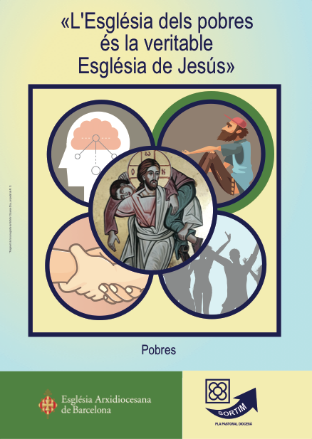 «L'Església dels pobres
és la veritable
Església de Jesús»
Pobres
Església Arxidiocesana
de Barcelona
SORTIM
PLA PASTORAL DIOCESÀ